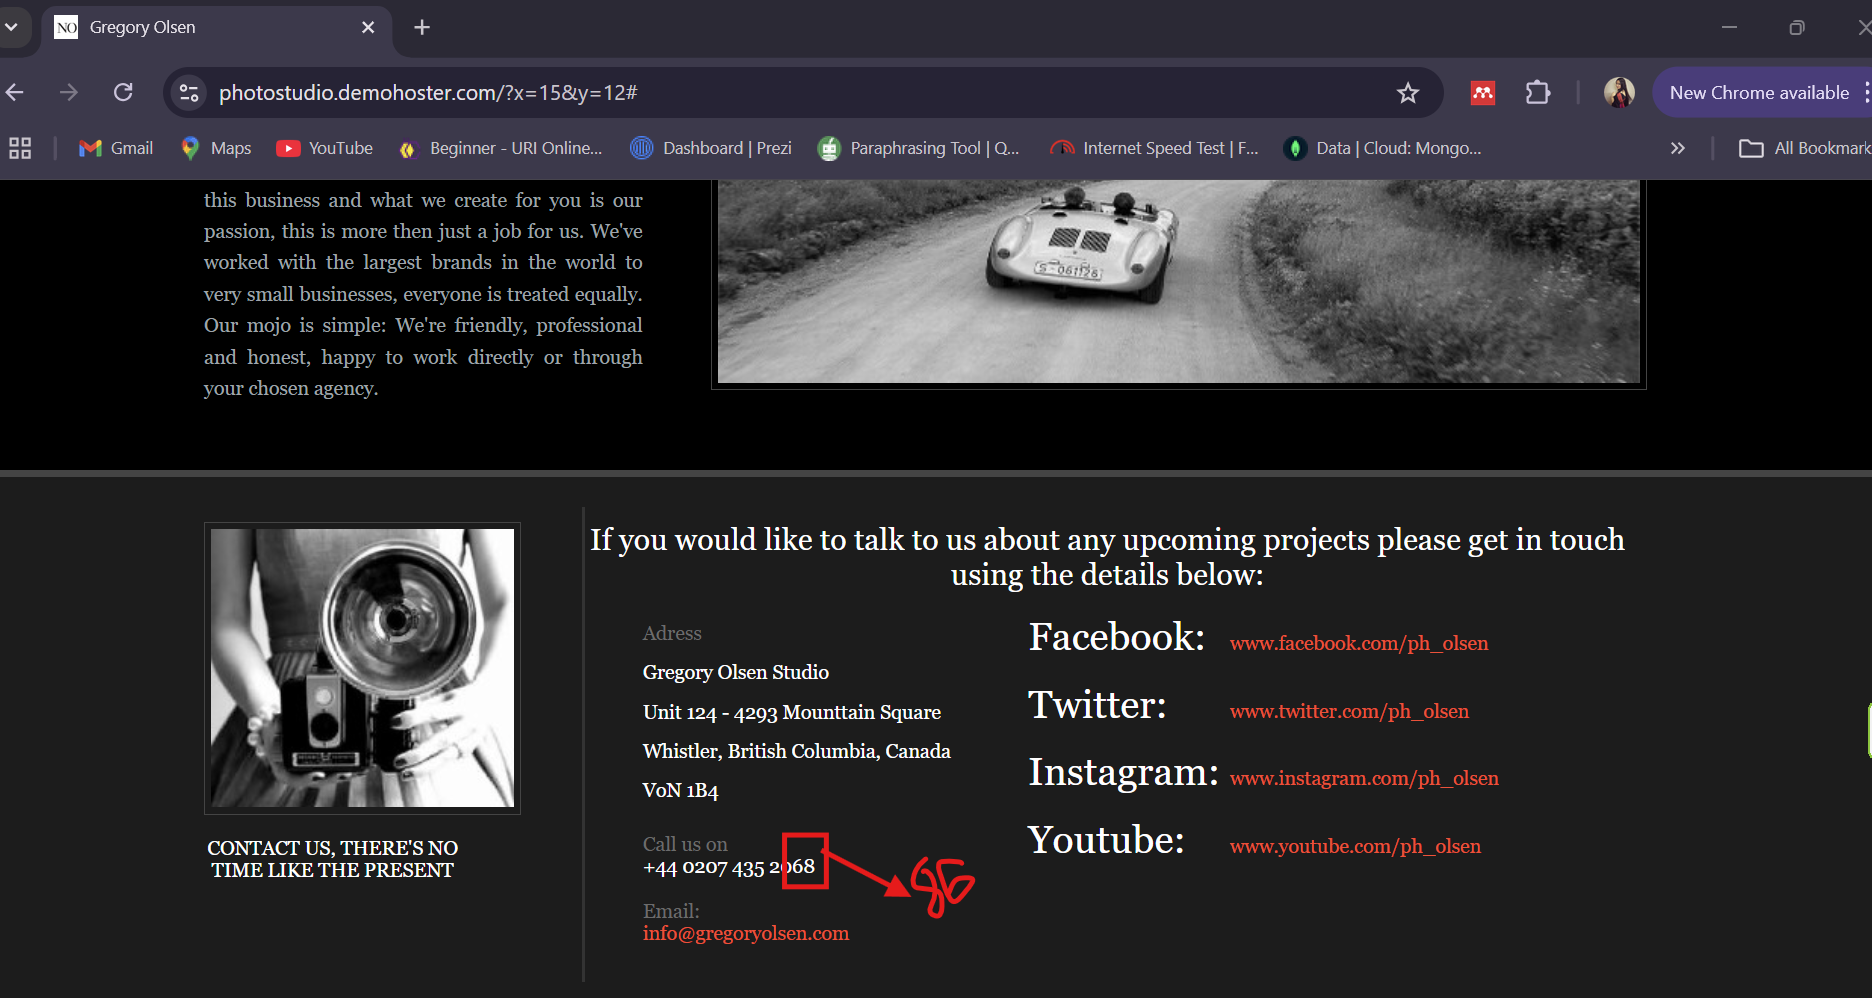 NO Gregory Olsen
photostudio.demohoster.com/?x=15&y=12#
New Chrome available
Gmail
Maps
YouTube
Beginner - URI Online...
Dashboard | Prezi
Paraphrasing Tool | Q...
Internet Speed Test | F...
Data | Cloud: Mongo...
All Bookmark
this business and what we create for you is our
passion, this is more then just a job for us. We've
worked with the largest brands in the world to
very small businesses, everyone is treated equally.
Our mojo is simple: We're friendly, professional
and honest, happy to work directly or through
your chosen agency.
S-061126
CONTACT US, THERE'S NO
TIME LIKE THE PRESENT
If you would like to talk to us about any upcoming projects please get in touch
using the details below:
Adress
Gregory Olsen Studio
Unit 124 - 4293 Mounttain Square
Whistler, British Columbia, Canada
VoN 1B4
Call us on
+44 0207 435 2068
86
Email:
info@gregoryolsen.com
Facebook: www.facebook.com/ph_olsen
Twitter: www.twitter.com/ph_olsen
Instagram: www.instagram.com/ph_olsen
Youtube: www.youtube.com/ph_olsen